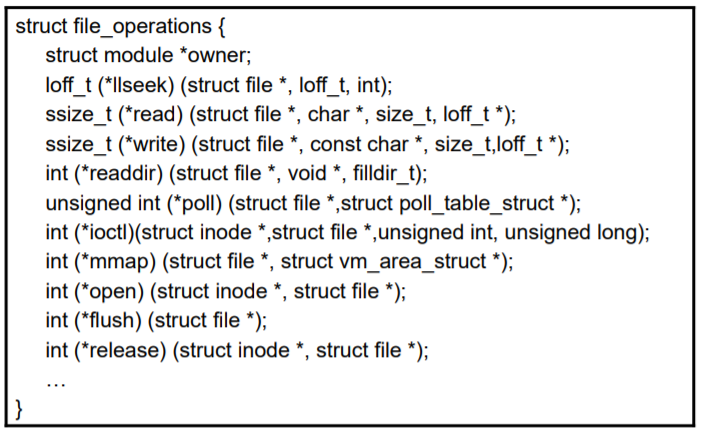 struct file_operations {
struct module *owner;
loff_t (*llseek) (struct file *, loff_t, int);
ssize_t (*read) (struct file *, char *, size_t, loff_t *);
ssize_t (*write) (struct file *, const char *, size_t,loff_t *);
int (*readdir) (struct file *, void *, filldir_t);
unsigned int (*poll) (struct file *,struct poll_table_struct *);
int (*ioctl)(struct inode *,struct file *,unsigned int, unsigned long);
int (*mmap) (struct file *, struct vm_area_struct *);
int (*open) (struct inode *, struct file *);
int (*flush) (struct file *);
int (*release) (struct inode *, struct file *);
…
}